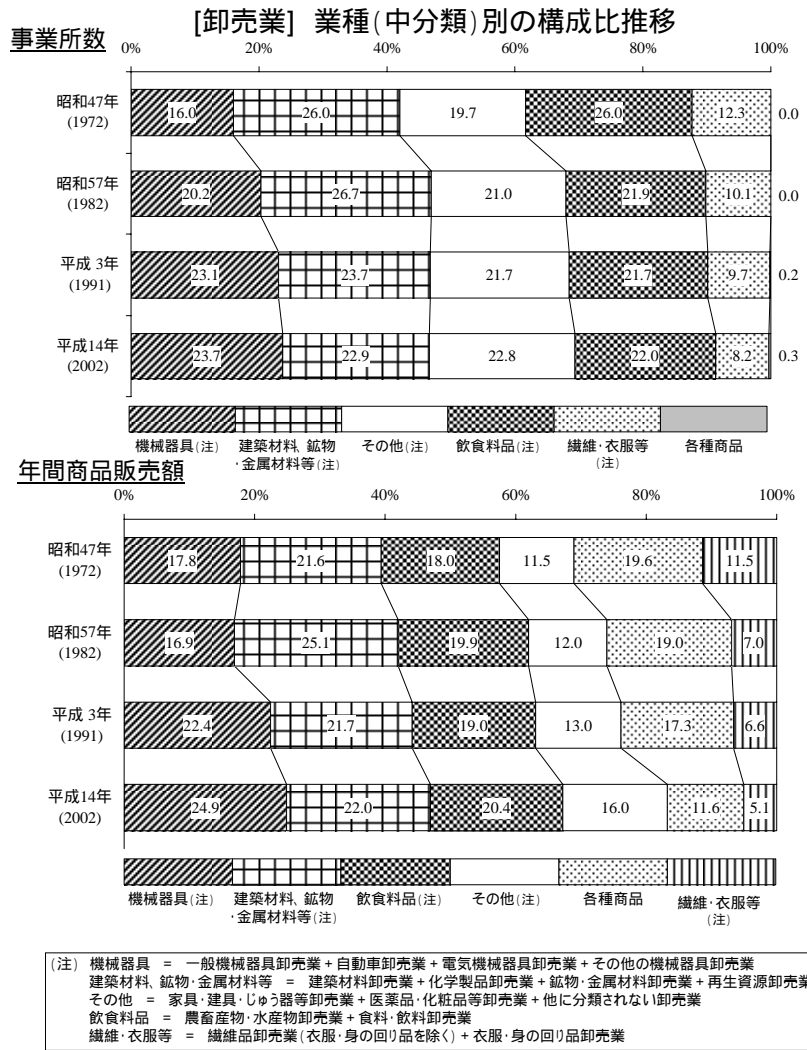 [卸売業] 業種(中分類)別の構成比推移
事業所数
0% 20% 40% 60% 80% 100%
昭和47年
(1972)
16.0 26.0 19.7 26.0 12.3 0.0
昭和57年
(1982)
20.2 26.7 21.0 21.9 10.1 0.0
平成 3年
(1991)
23.1 23.7 21.7 21.7 9.7 0.2
平成14年
(2002)
23.7 22.9 22.8 22.0 8.2 0.3
機械器具(注) 建築材料、鉱物 その他(注) 飲食料品(注) 繊維・衣服等 各種商品
・金属材料等(注) (注)
年間商品販売額
0% 20% 40% 60% 80% 100%
昭和47年
(1972)
17.8 21.6 18.0 11.5 19.6 11.5
昭和57年
(1982)
16.9 25.1 19.9 12.0 19.0 7.0
平成 3年
(1991)
22.4 21.7 19.0 13.0 17.3 6.6
平成14年
(2002)
24.9 22.0 20.4 16.0 11.6 5.1
機械器具(注) 建築材料、鉱物 飲食料品(注) その他(注) 各種商品 繊維・衣服等
・金属材料等(注) (注)
(注) 機械器具 = 一般機械器具卸売業+自動車卸売業+電気機械器具卸売業+その他の機械器具卸売業
建築材料、鉱物・金属材料等 = 建築材料卸売業+化学製品卸売業+鉱物・金属材料卸売業+再生資源卸売業
その他 = 家具・建具・じゅう器等卸売業+医薬品・化粧品等卸売業+他に分類されない卸売業
飲食料品 = 農畜産物・水産物卸売業+食料・飲料卸売業
繊維・衣服等 = 繊維品卸売業(衣服・身の回り品を除く)+衣服・身の回り品卸売業